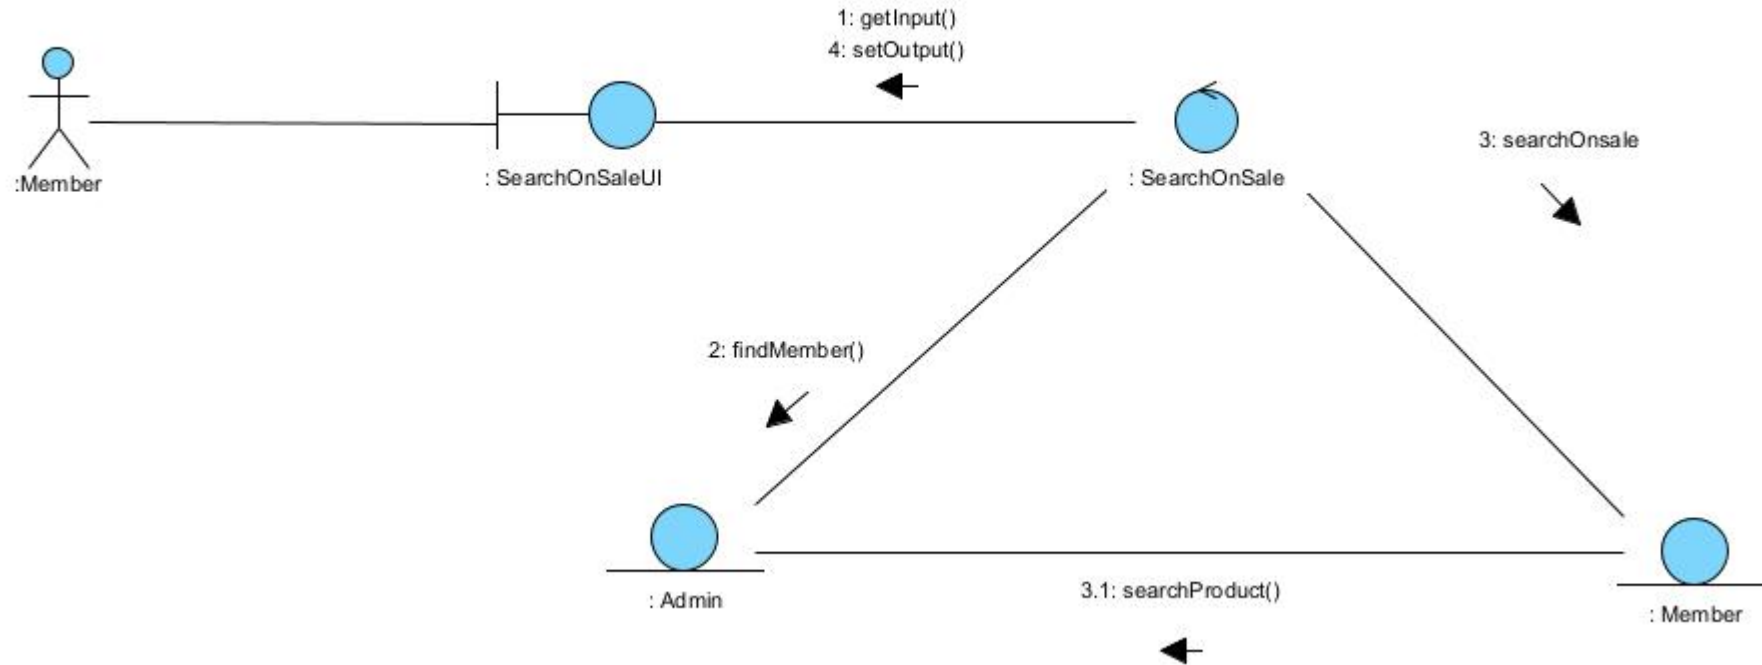 1: getInput()
4: setOutput()
3: searchOnsale
:Member
: SearchOnSaleUI
: SearchOnSale
2: findMember()
3.1: searchProduct()
: Admin
: Member